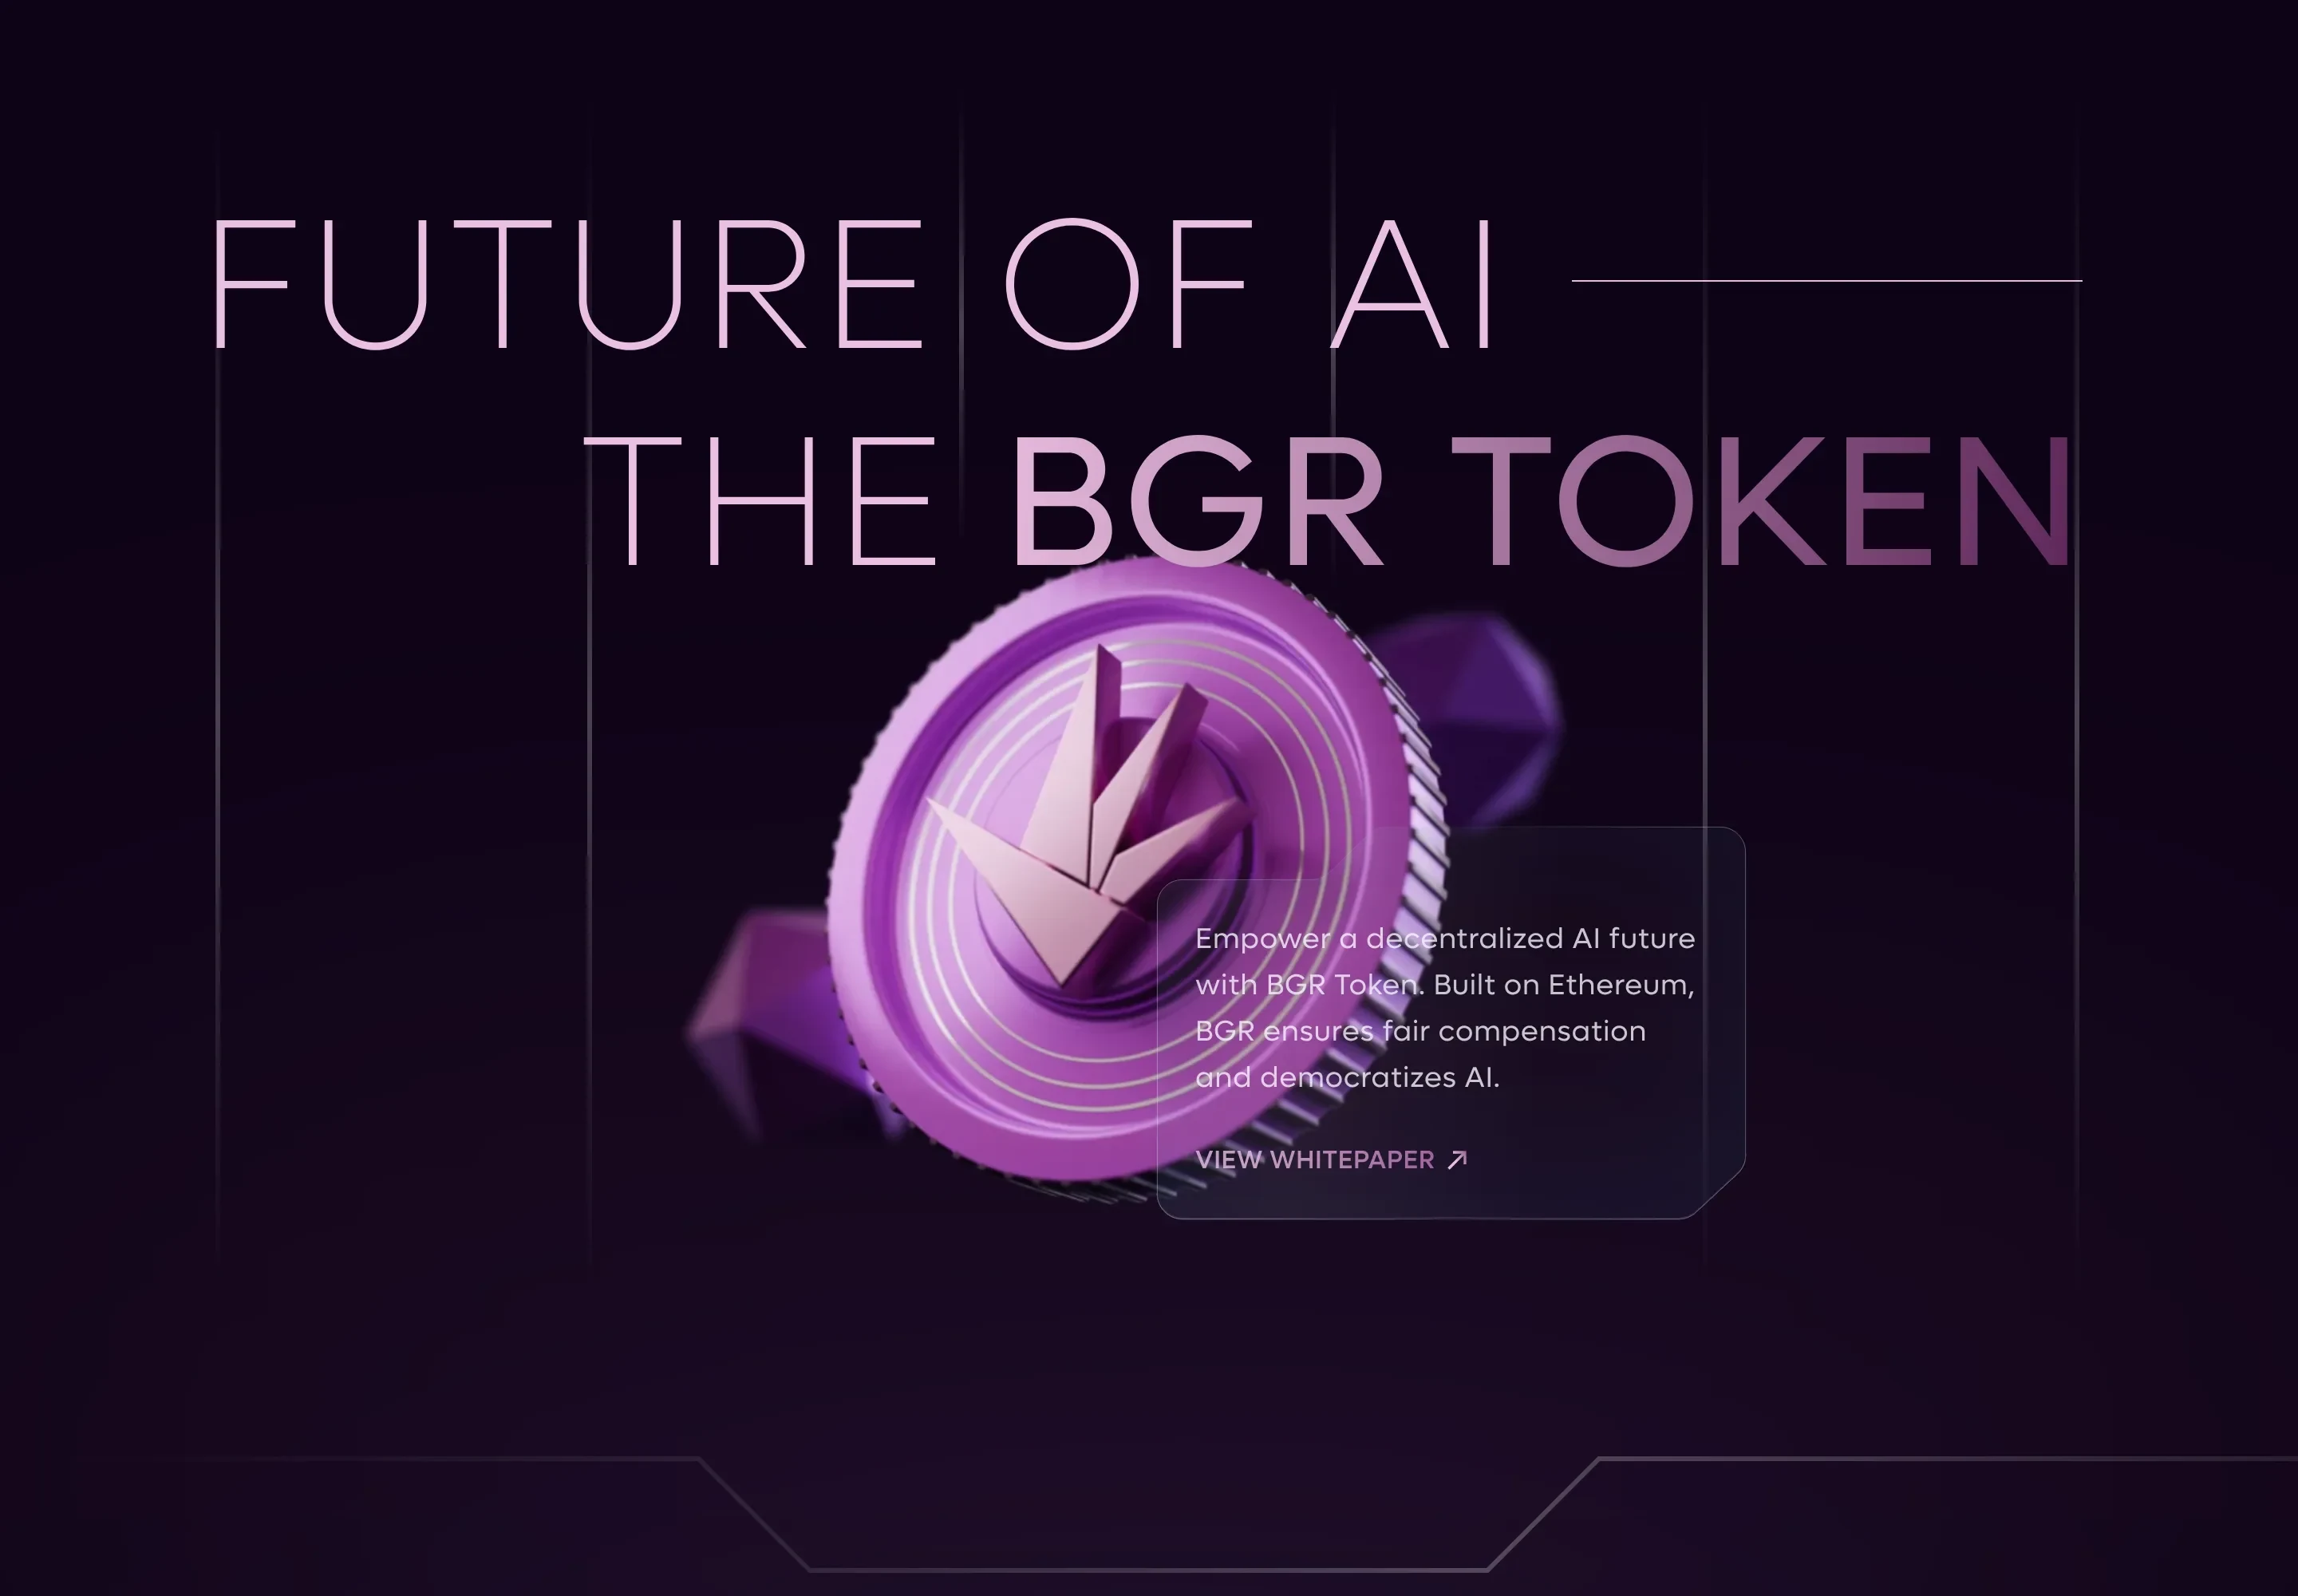 FUTURE OF AI
THE BGR TOKEN
Empower a decentralized AI future
with BGR Token. Built on Ethereum,
BGR ensures fair compensation
and democratizes AI.
VIEW WHITEPAPER